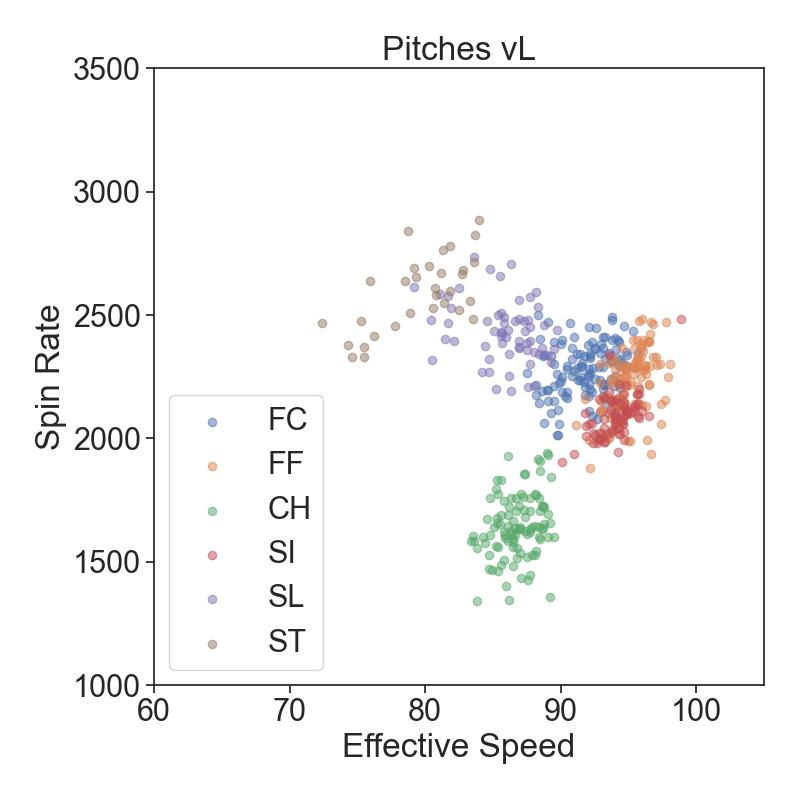 Pitches vL
3500
3000
2500
2000
1500
1000
Spin Rate
FC
FF
CH
SI
SL
ST
60 70 80 90 100
Effective Speed